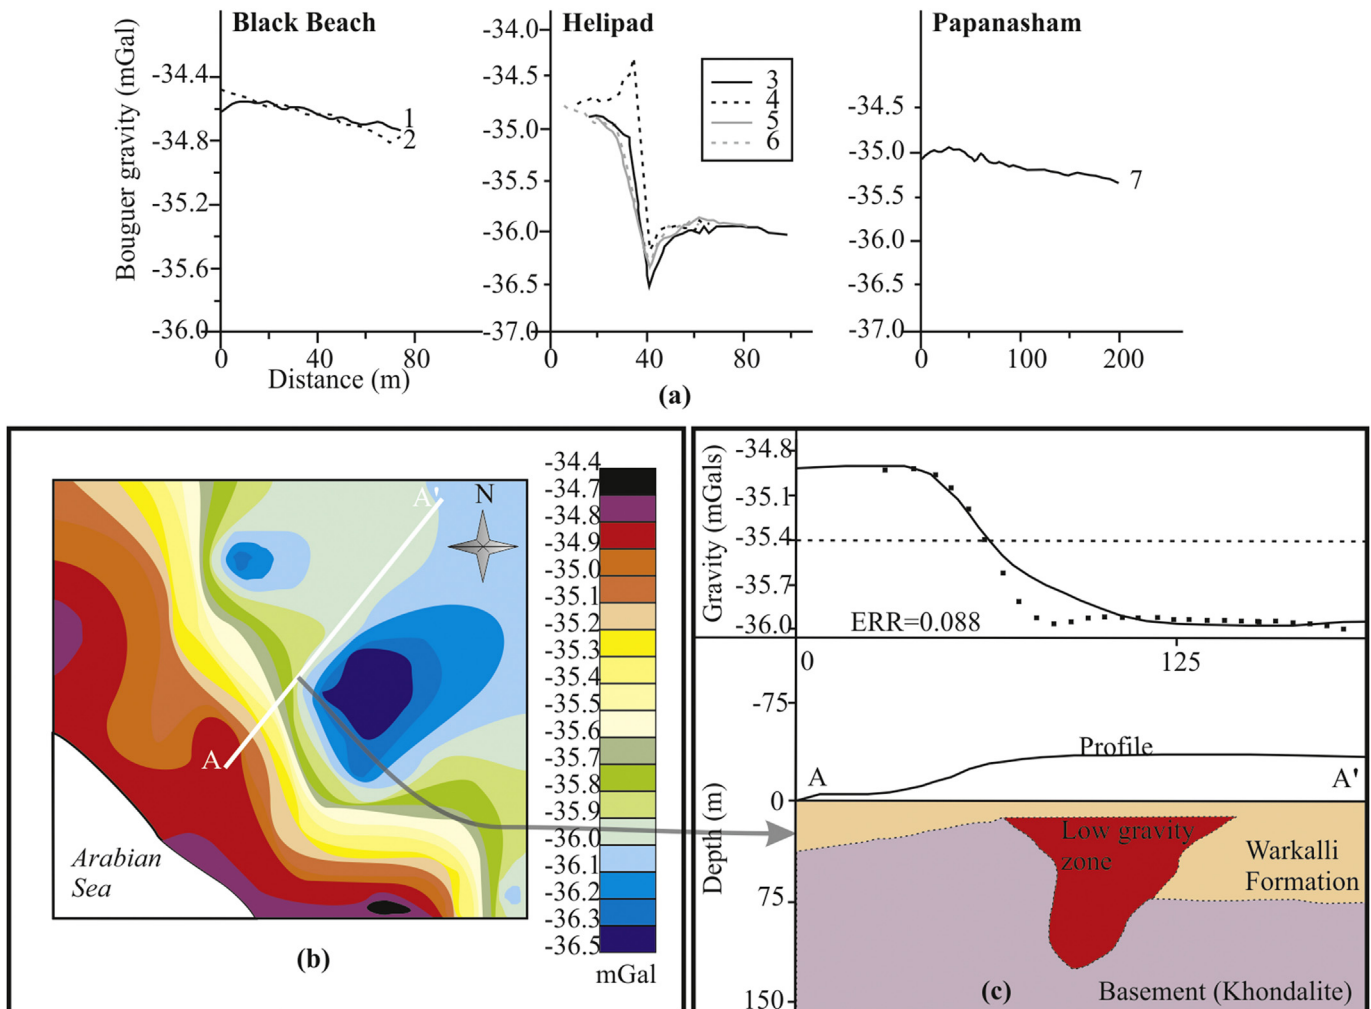 Black Beach
Bouguer gravity (mGal)
-34.4
-34.8
-35.2
-35.6
-36.0
1
2
0 40 80
Distance (m)
Helipad
-34.0
-34.5
-35.0
-35.5
-36.0
-36.5
-37.0
3
4
5
6
0 40 80
Papanasham
-34.5
-35.0
-35.5
-36.0
-36.5
-37.0
7
0 100 200
(a)
A'
N
A
Arabian
Sea
(b)
-34.4
-34.7
-34.8
-34.9
-35.0
-35.1
-35.2
-35.3
-35.4
-35.5
-35.6
-35.7
-35.8
-35.9
-36.0
-36.1
-36.2
-36.3
-36.5
mGal
Gravity (mGals)
-34.8
-35.1
-35.4
-35.7
-36.0
ERR=0.088
0 125
Depth (m)
-75
0
75
150
Profile
A A'
Low gravity
zone
Warkalli
Formation
(c)
Basement (Khondalite)